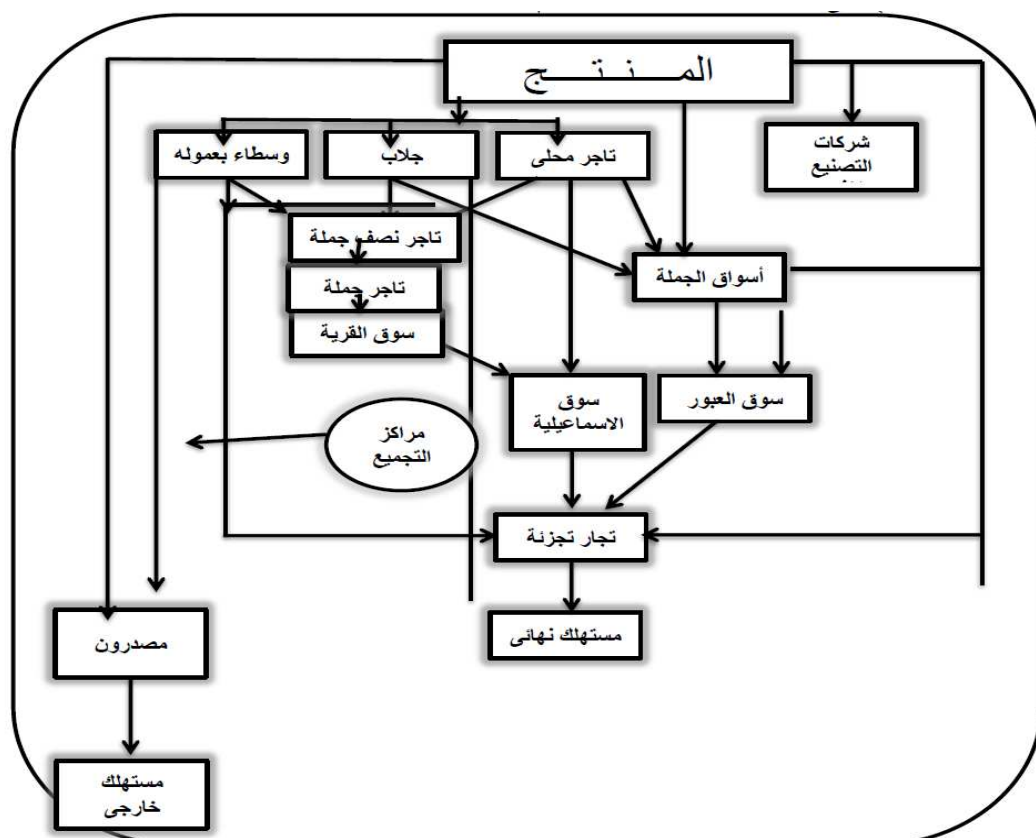 المـــنـــتـــج
شركات
التصنيع
وسطاء بعموله
جلاب
تاجر محلى
تاجر نصف جملة
أسواق الجملة
تاجر جملة
سوق القرية
سوق
الاسماعيلية
سوق العبور
مراكز
التجميع
تجار تجزئة
مصدرون
مستهلك نهائى
مستهلك
خارجى